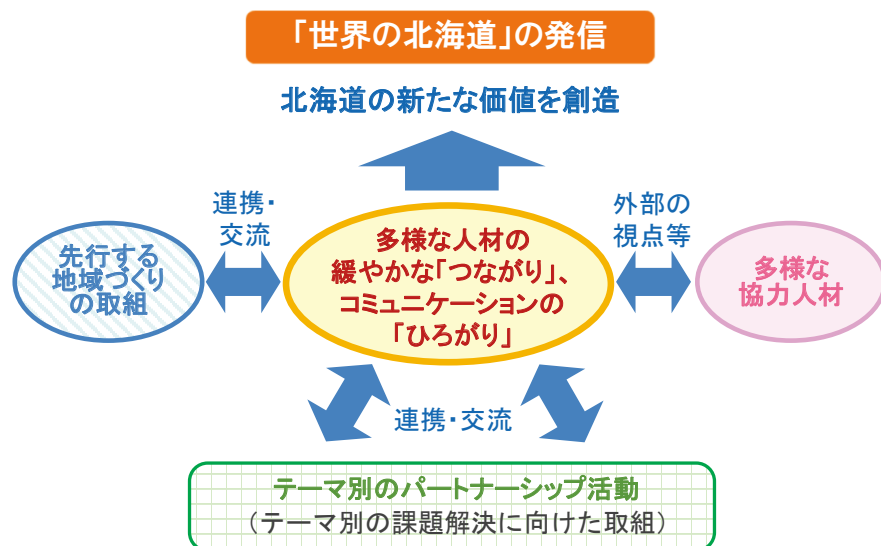 「世界の北海道」の発信
北海道の新たな価値を創造
連携・
交流
外部の
視点等
先行する
地域づくり
の取組
多様な人材の
緩やかな「つながり」、
コミュニケーションの
「ひろがり」
多様な
協力人材
連携・交流
テーマ別のパートナーシップ活動
（テーマ別の課題解決に向けた取組）